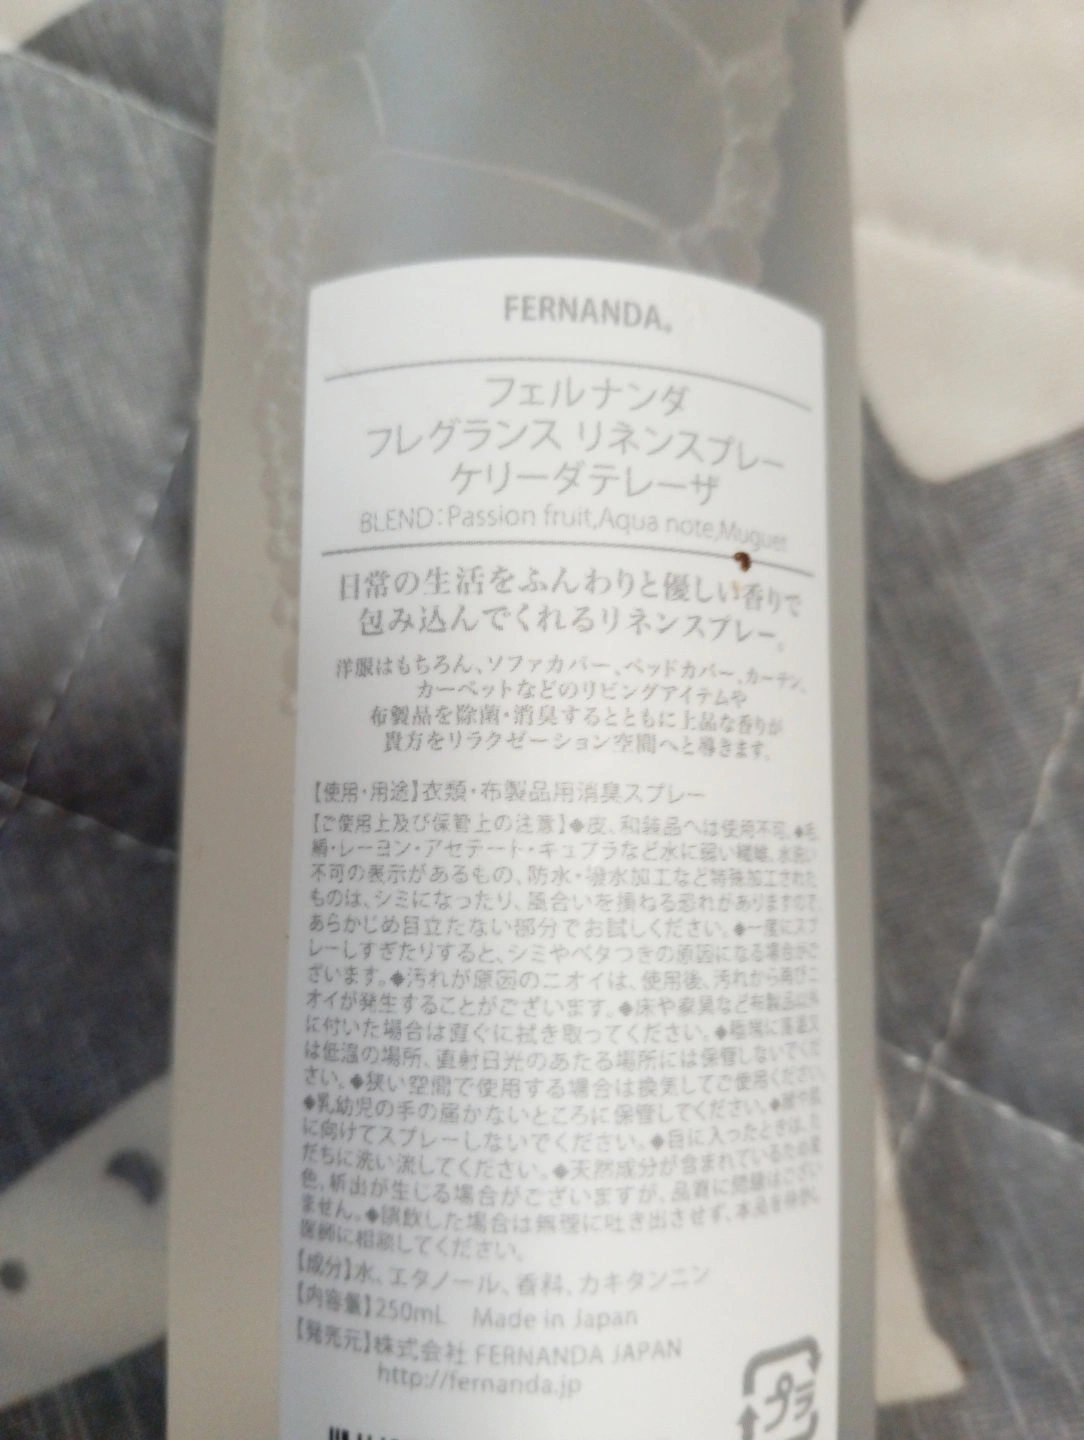 FERNANDA®
フェルナンダ
フレグランス リネンスプレー
ケリーダテレーザ
BLEND:Passion fruit,Aqua note,Muguet
日常の生活をふんわりと優しい香りで
包み込んでくれるリネンスプレー。
洋服はもちろん、ソファカバー、ベッドカバー、カーテン、
カーペットなどのリビングアイテムや
布製品を除菌・消臭するとともに上品な香りが
貴方をリラクゼーション空間へと導きます。
【使用・用途】衣類・布製品用消臭スプレー
【ご使用上及び保管上の注意】◆皮、和装品へは使用不可。◆毛、
絹・レーヨン・アセテート・キュプラなど水に弱い繊維、水洗い
不可の表示があるもの、防水・撥水加工など特殊加工された
ものは、シミになったり、風合いを損ねる恐れがありますので、
あらかじめ目立たない部分でお試しください。◆一度にスプ
レーしすぎたりすると、シミやベタつきの原因になる場合がご
ざいます。◆汚れが原因のニオイは、使用後、汚れから再びニ
オイが発生することがございます。◆床や家具など布製品以外
に付いた場合は直ぐに拭き取ってください。◆極端に高温又
は低温の場所、直射日光のあたる場所には保管しないでくだ
さい。◆狭い空間で使用する場合は換気してご使用ください。
◆乳幼児の手の届かないところに保管してください。◆顔や肌
に向けてスプレーしないでください。◆目に入ったときは、た
だちに洗い流してください。◆天然成分が含まれているため変
色、析出が生じる場合がございますが、品質に問題はござい
ません。◆誤飲した場合は無理に吐き出させず、本品を持参し
医師に相談してください。
【成分】水、エタノール、香料、カキタンニン
【内容量】250mL Made in Japan
【発売元】株式会社 FERNANDA JAPAN
http://fernanda.jp
プラ